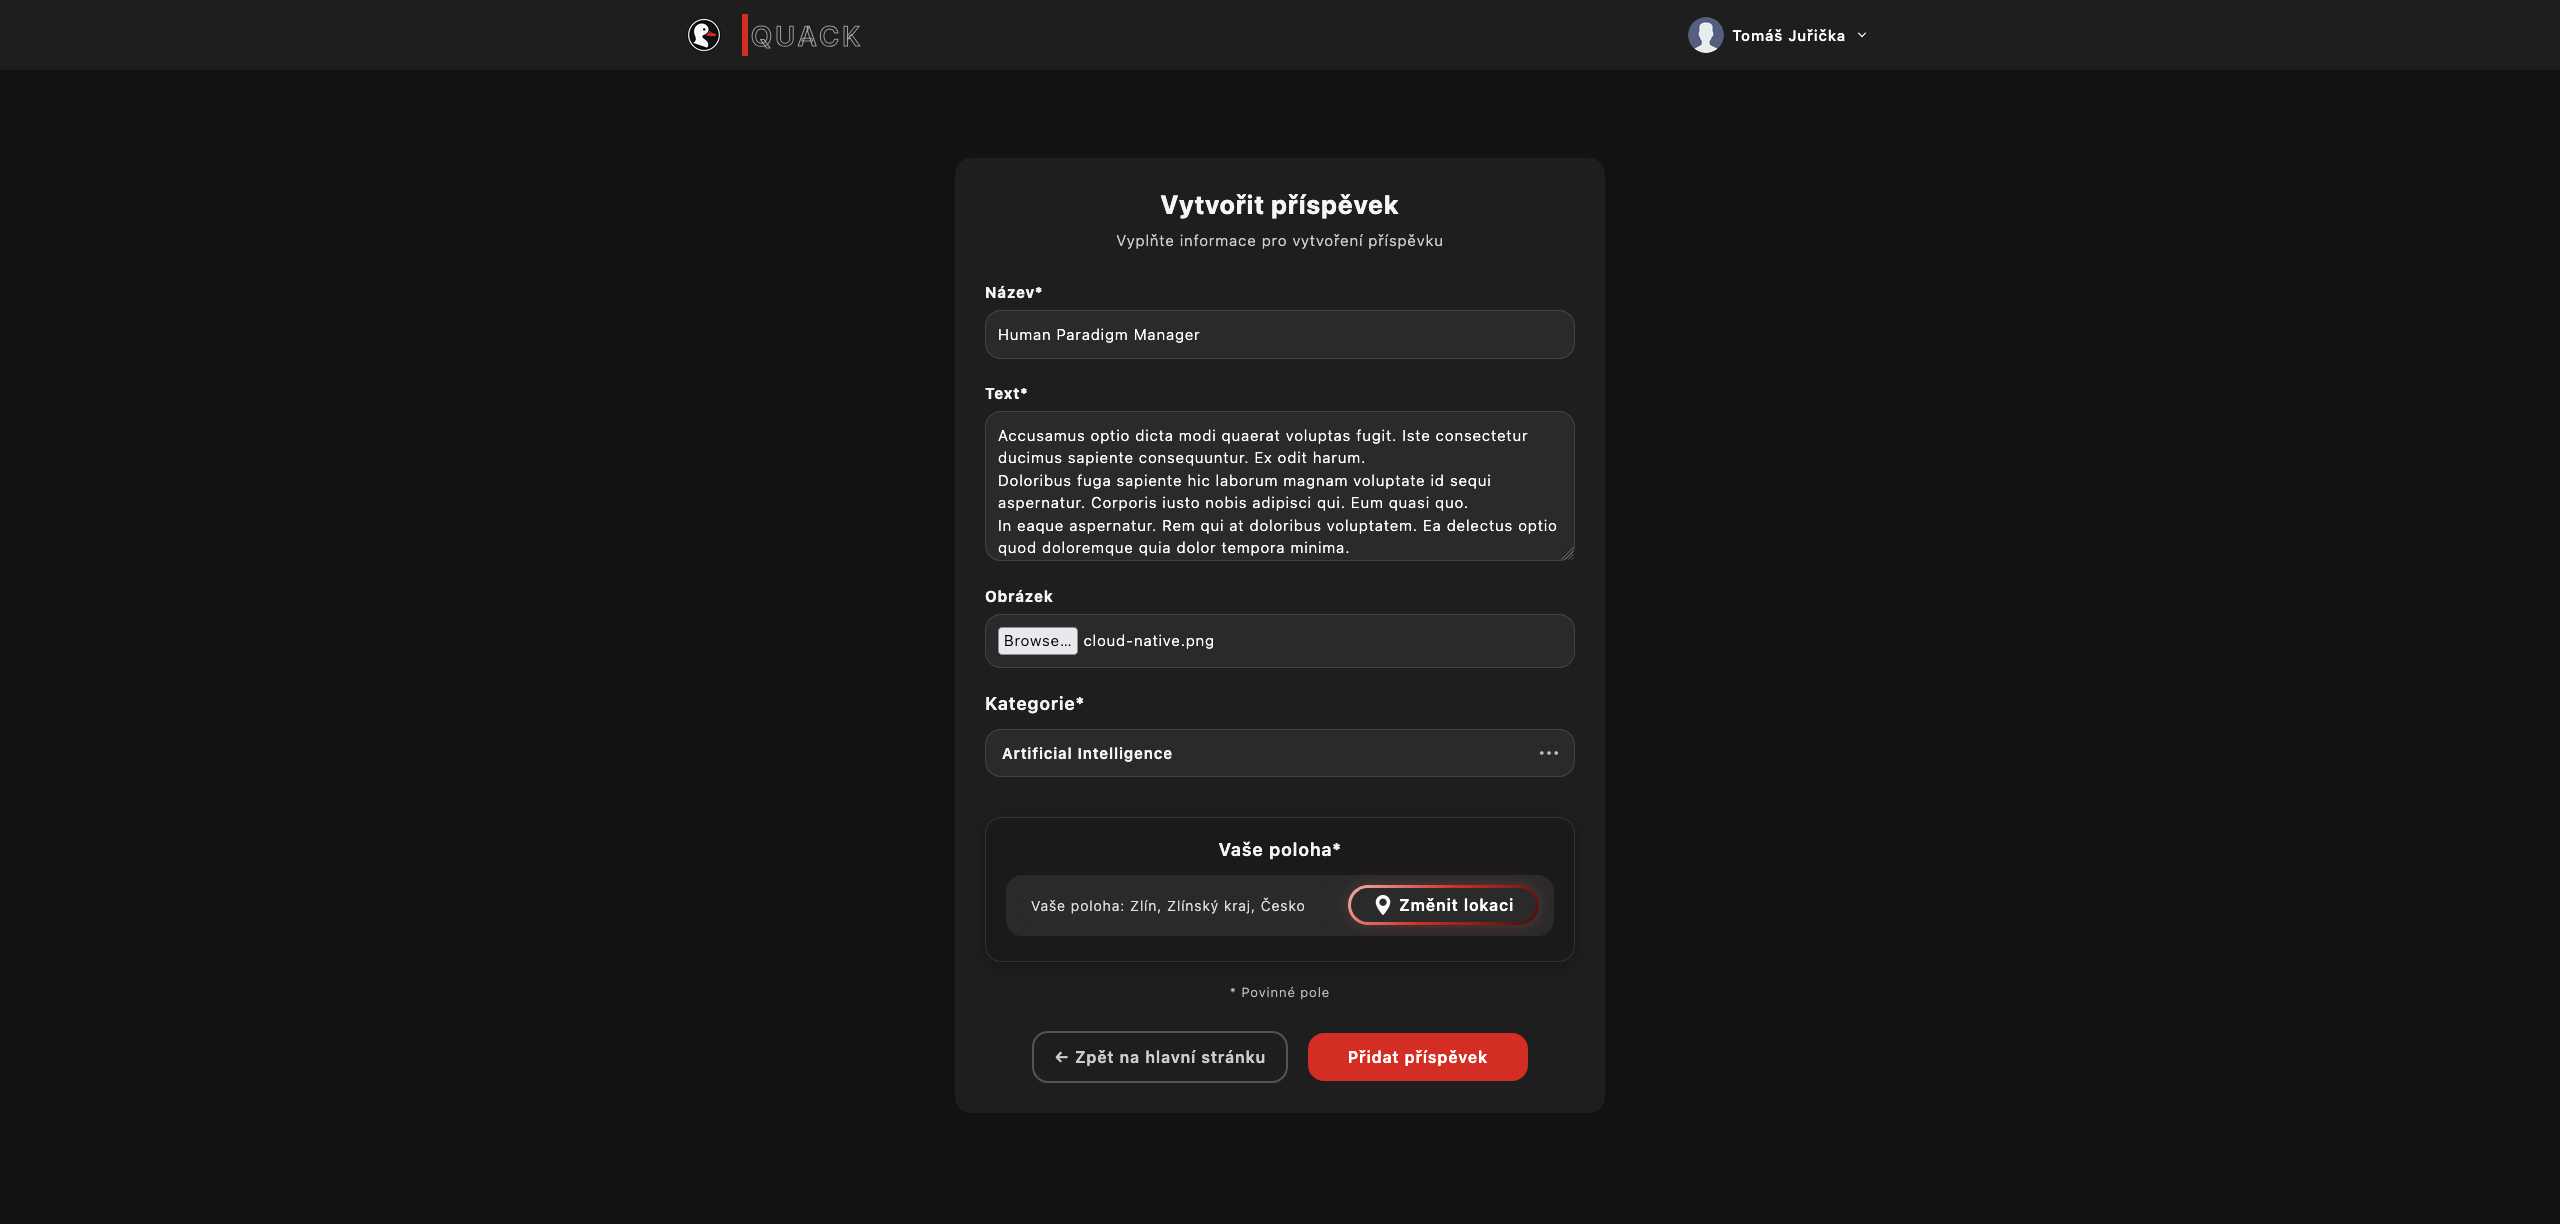 QUACK
Tomáš Juřička
Vytvořit příspěvek
Vyplňte informace pro vytvoření příspěvku
Název*
Human Paradigm Manager
Text*
Accusamus optio dicta modi quaerat voluptas fugit. Iste consectetur
ducimus sapiente consequuntur. Ex odit harum.
Doloribus fuga sapiente hic laborum magnam voluptate id sequi
aspernatur. Corporis iusto nobis adipisci qui. Eum quasi quo.
In eaque aspernatur. Rem qui at doloribus voluptatem. Ea delectus optio
quod doloremque quia dolor tempora minima.
Obrázek
Browse… cloud-native.png
Kategorie*
Artificial Intelligence
Vaše poloha*
Vaše poloha: Zlín, Zlínský kraj, Česko
Změnit lokaci
* Povinné pole
← Zpět na hlavní stránku
Přidat příspěvek